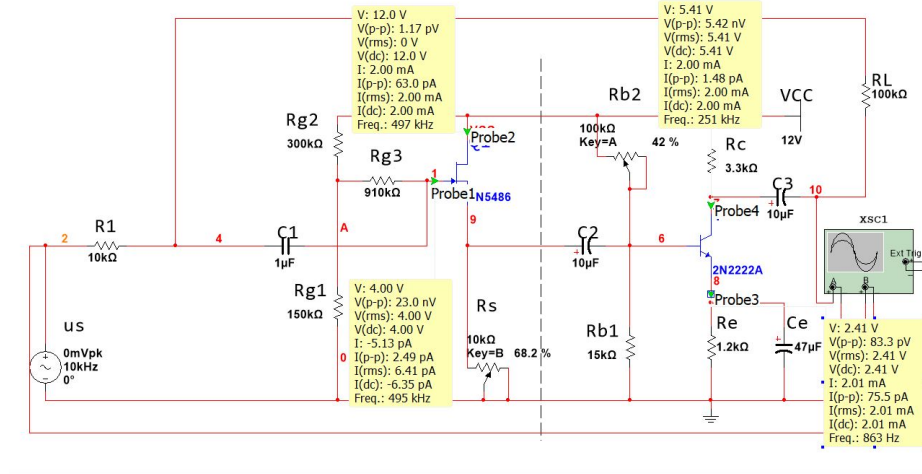 V: 12.0 V
V(p-p): 1.17 pV
V(rms): 0 V
V(dc): 12.0 V
I: 2.00 mA
I(p-p): 63.0 pA
I(rms): 2.00 mA
I(dc): 2.00 mA
Freq.: 497 kHz
V: 5.41 V
V(p-p): 5.42 nV
V(rms): 5.41 V
V(dc): 5.41 V
I: 2.00 mA
I(p-p): 1.48 pA
I(rms): 2.00 mA
I(dc): 2.00 mA
Freq.: 251 kHz
RL
100kΩ
Rb2
100kΩ
Key=A
42 %
VCC
12V
Rg2
300kΩ
Probe2
Rc
3.3kΩ
Rg3
910kΩ
1
Probe1
N5486
9
C3
10µF
10
Probe4
XSC1
Ext Trig
A
B
R1
10kΩ
2
4
C1
1µF
A
C2
10µF
6
2N2222A
8
Probe3
Rg1
150kΩ
0
V: 4.00 V
V(p-p): 23.0 nV
V(rms): 4.00 V
V(dc): 4.00 V
I: -5.13 pA
I(p-p): 2.49 pA
I(rms): 6.41 pA
I(dc): -6.35 pA
Freq.: 495 kHz
Rs
10kΩ
Key=B
68.2 %
Rb1
15kΩ
Re
1.2kΩ
Ce
47µF
us
0mVpk
10kHz
0°
V: 2.41 V
V(p-p): 83.3 pV
V(rms): 2.41 V
V(dc): 2.41 V
I: 2.01 mA
I(p-p): 75.5 pA
I(rms): 2.01 mA
I(dc): 2.01 mA
Freq.: 863 Hz